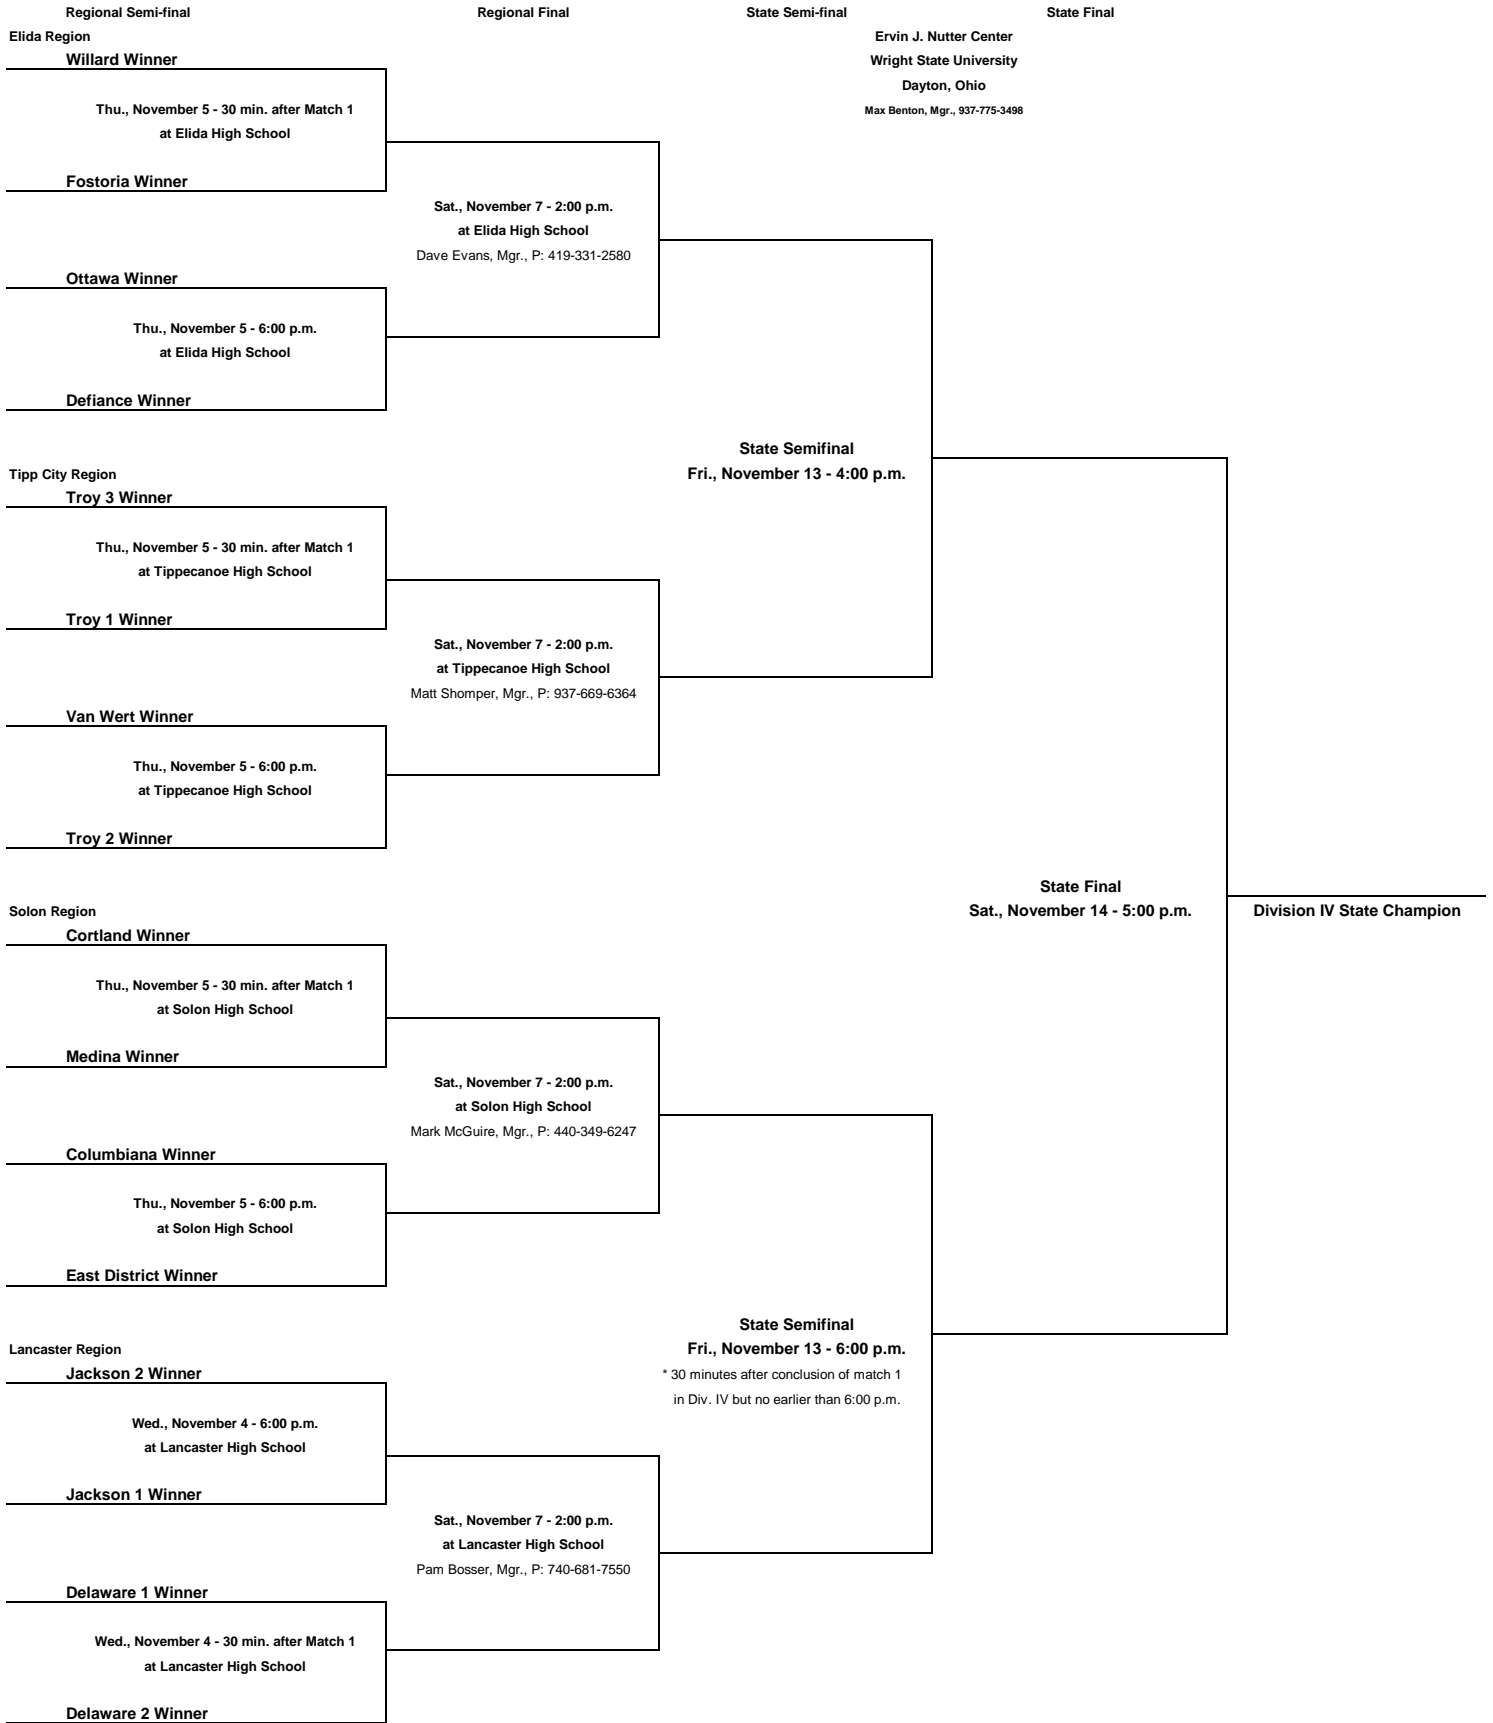 Regional Semi-final
Regional Final
State Semi-final
State Final
Elida Region
Ervin J. Nutter Center
Willard Winner
Wright State University
Dayton, Ohio
Max Benton, Mgr., 937-775-3498
Thu., November 5 - 30 min. after Match 1
at Elida High School
Fostoria Winner
Sat., November 7 - 2:00 p.m.
at Elida High School
Dave Evans, Mgr., P: 419-331-2580
Ottawa Winner
Thu., November 5 - 6:00 p.m.
at Elida High School
Defiance Winner
State Semifinal
Fri., November 13 - 4:00 p.m.
Tipp City Region
Troy 3 Winner
Thu., November 5 - 30 min. after Match 1
at Tippecanoe High School
Troy 1 Winner
Sat., November 7 - 2:00 p.m.
at Tippecanoe High School
Matt Shomper, Mgr., P: 937-669-6364
Van Wert Winner
Thu., November 5 - 6:00 p.m.
at Tippecanoe High School
Troy 2 Winner
State Final
Sat., November 14 - 5:00 p.m.
Division IV State Champion
Solon Region
Cortland Winner
Thu., November 5 - 30 min. after Match 1
at Solon High School
Medina Winner
Sat., November 7 - 2:00 p.m.
at Solon High School
Mark McGuire, Mgr., P: 440-349-6247
Columbiana Winner
Thu., November 5 - 6:00 p.m.
at Solon High School
East District Winner
State Semifinal
Fri., November 13 - 6:00 p.m.
* 30 minutes after conclusion of match 1
in Div. IV but no earlier than 6:00 p.m.
Lancaster Region
Jackson 2 Winner
Wed., November 4 - 6:00 p.m.
at Lancaster High School
Jackson 1 Winner
Sat., November 7 - 2:00 p.m.
at Lancaster High School
Pam Bosser, Mgr., P: 740-681-7550
Delaware 1 Winner
Wed., November 4 - 30 min. after Match 1
at Lancaster High School
Delaware 2 Winner